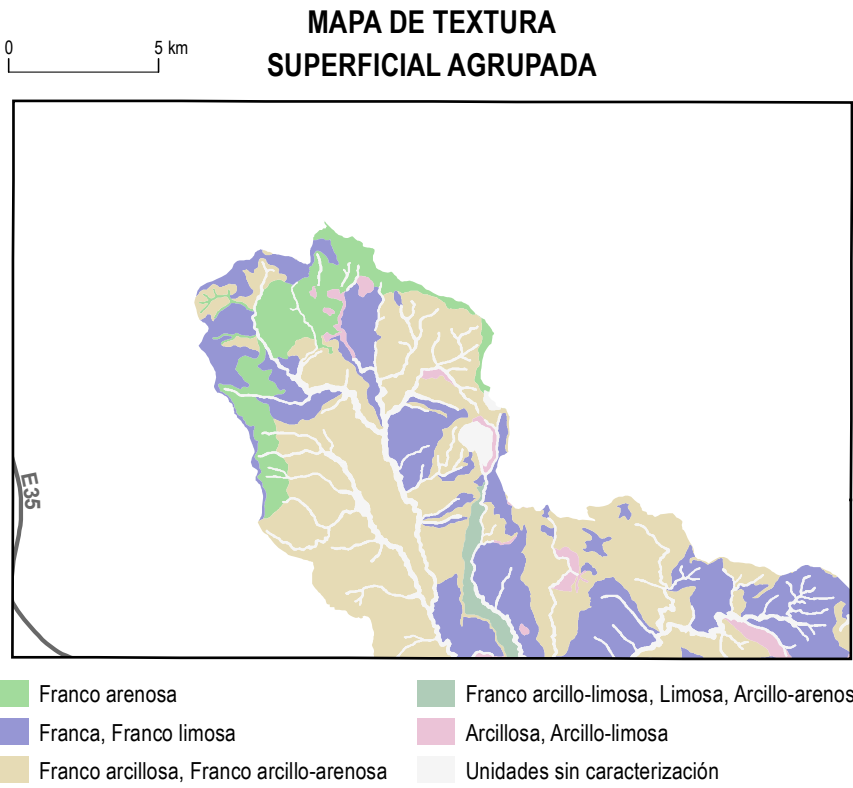 MAPA DE TEXTURA
SUPERFICIAL AGRUPADA
0 5 km
E35
Franco arenosa
Franca, Franco limosa
Franco arcillosa, Franco arcillo-arenosa
Franco arcillo-limosa, Limosa, Arcillo-arenos
Arcillosa, Arcillo-limosa
Unidades sin caracterización